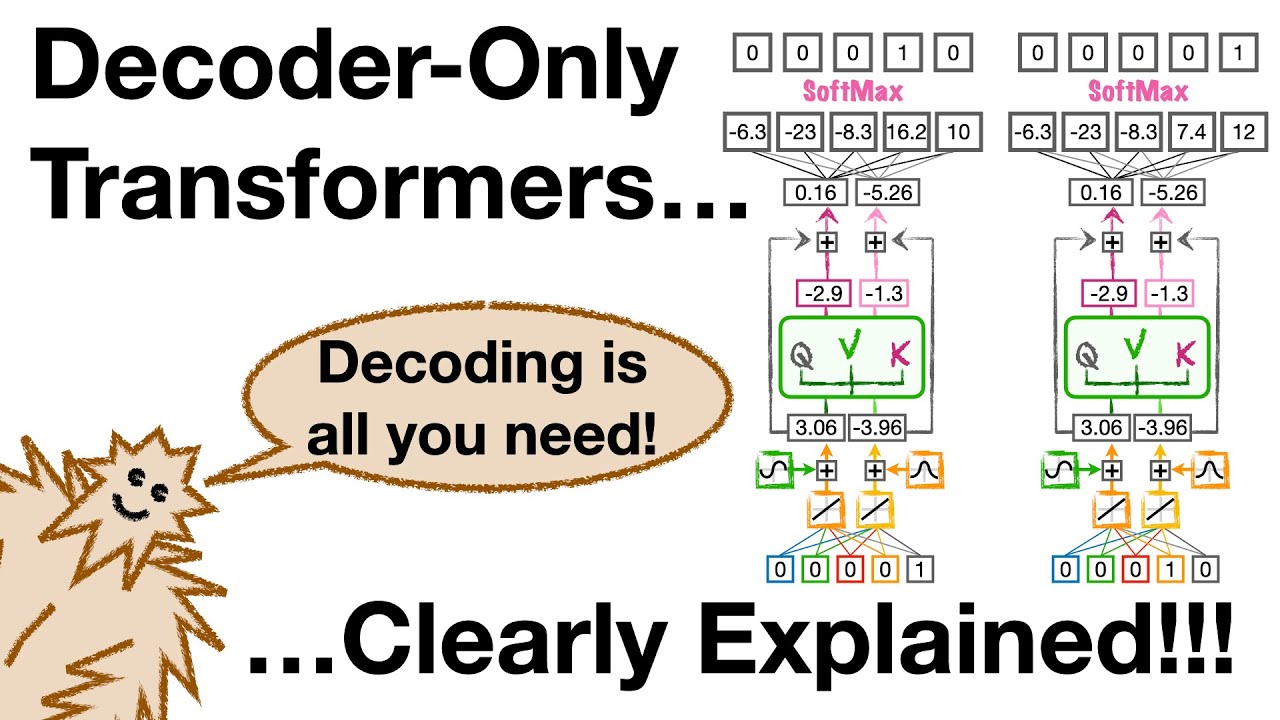 Decoder-Only
Transformers...
Decoding is
all you need!
0 0 0 1 0
SoftMax
-6.3 -23 -8.3 16.2 10
0.16 -5.26
+ +
-2.9 -1.3
Q V K
3.06 -3.96
+ +
0 0 0 0 1
0 0 0 0 1
SoftMax
-6.3 -23 -8.3 7.4 12
0.16 -5.26
+ +
-2.9 -1.3
Q V K
3.06 -3.96
+ +
0 0 0 1 0
...Clearly Explained!!!